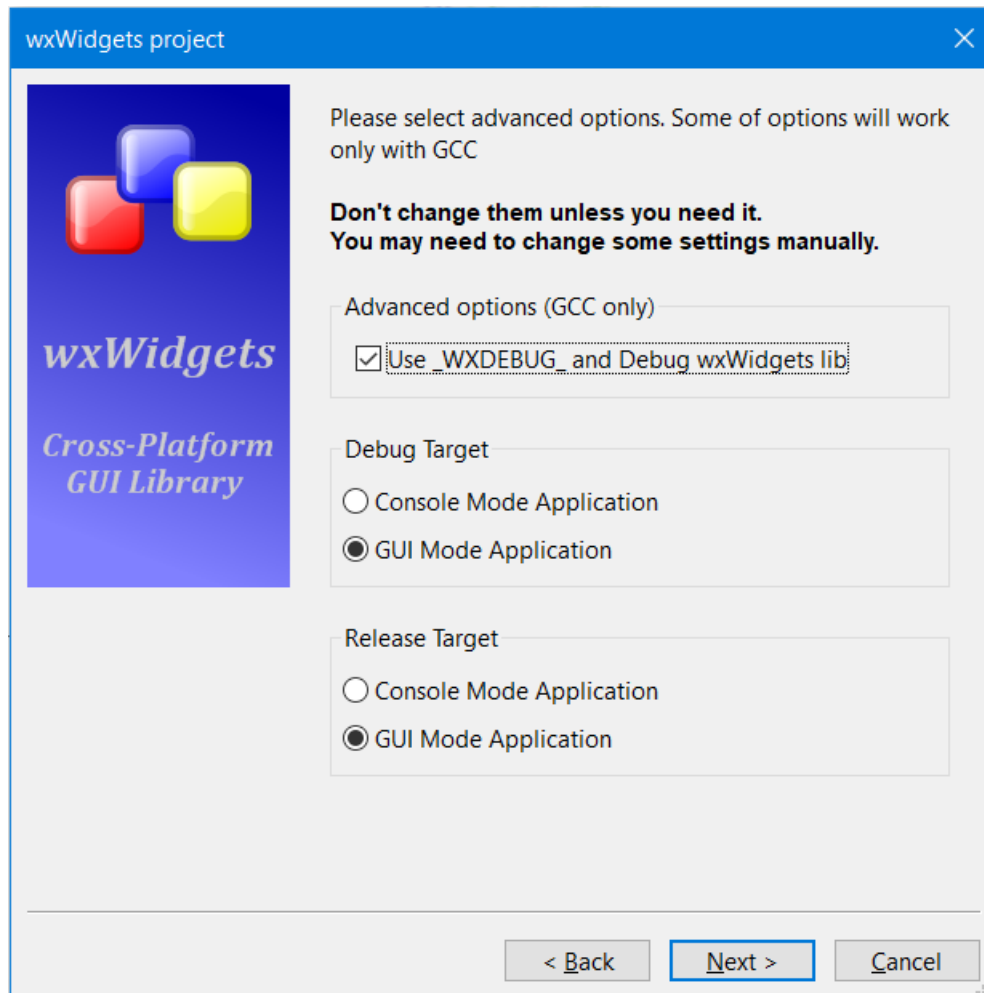 wxWidgets project
Please select advanced options. Some of options will work
only with GCC
Don't change them unless you need it.
You may need to change some settings manually.
Advanced options (GCC only)
Use _WXDEBUG_ and Debug wxWidgets lib
wxWidgets
Cross-Platform
GUI Library
Debug Target
Console Mode Application
GUI Mode Application
Release Target
Console Mode Application
GUI Mode Application
< Back
Next >
Cancel